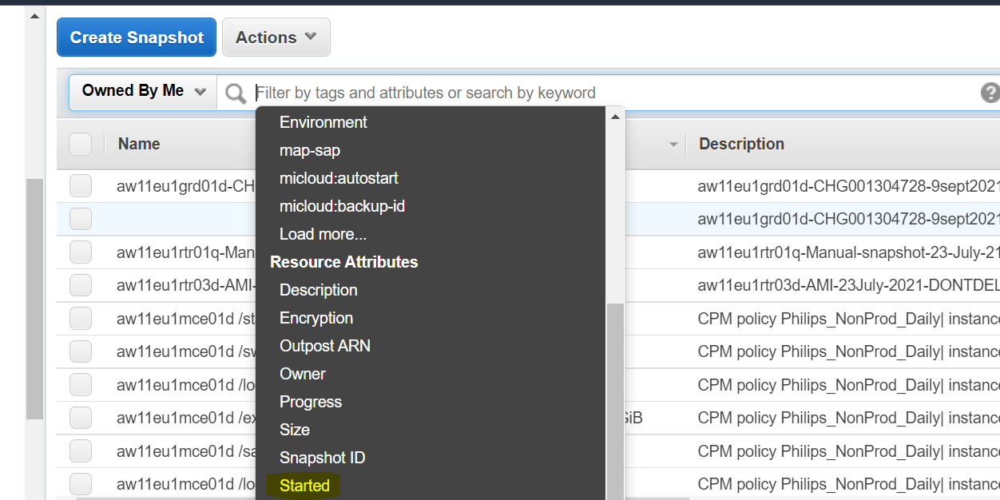 Create Snapshot Actions
Owned By Me Filter by tags and attributes or search by keyword ?
Environment
map-sap
micloud:autostart
micloud:backup-id
Load more...
Resource Attributes
Description
Encryption
Outpost ARN
Owner
Progress
Size
Snapshot ID
Started
Name Description
aw11eu1grd01d-CH aw11eu1grd01d-CHG001304728-9sept2021
aw11eu1grd01d-CHG001304728-9sept2021
aw11eu1rtr01q-Man aw11eu1rtr01q-Manual-snapshot-23-July-21
aw11eu1rtr03d-AMI- aw11eu1rtr03d-AMI-23July-2021-DONTDEL
aw11eu1mce01d /st CPM policy Philips_NonProd_Daily| instance
aw11eu1mce01d /sw CPM policy Philips_NonProd_Daily| instance
aw11eu1mce01d /lo CPM policy Philips_NonProd_Daily| instance
aw11eu1mce01d /ex GiB CPM policy Philips_NonProd_Daily| instance
aw11eu1mce01d /sa CPM policy Philips_NonProd_Daily| instance
aw11eu1mce01d /lo CPM policy Philips_NonProd_Daily| instance